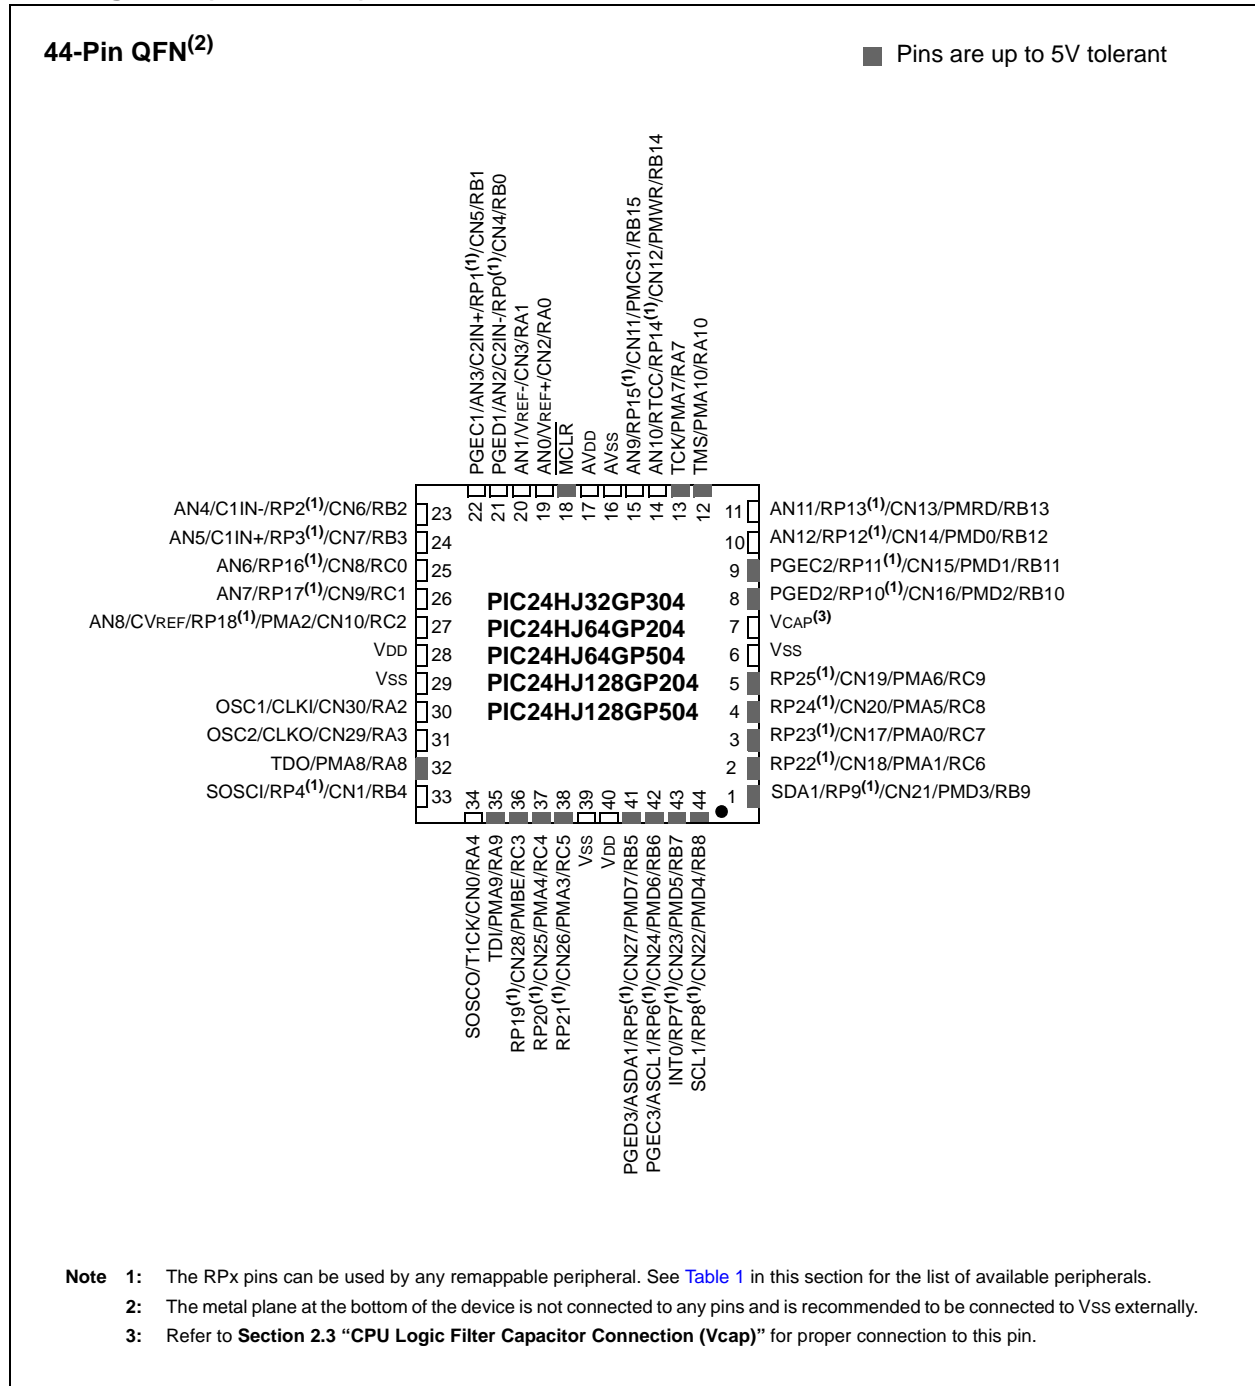 44-Pin QFN(2)
Pins are up to 5V tolerant
PGEC1/AN3/C2IN+/RP1(1)/CN5/RB1
PGED1/AN2/C2IN-/RP0(1)/CN4/RB0
AN1/VREF-/CN3/RA1
AN0/VREF+/CN2/RA0
MCLR
AVDD
AVSS
AN9/RP15(1)/CN11/PMCS1/RB15
AN10/RTCC/RP14(1)/CN12/PMWR/RB14
TCK/PMA7/RA7
TMS/PMA10/RA10
22 21 20 19 18 17 16 15 14 13 12
AN4/C1IN-/RP2(1)/CN6/RB2 23
AN5/C1IN+/RP3(1)/CN7/RB3 24
AN6/RP16(1)/CN8/RC0 25
AN7/RP17(1)/CN9/RC1 26
AN8/CVREF/RP18(1)/PMA2/CN10/RC2 27
VDD 28
VSS 29
OSC1/CLKI/CN30/RA2 30
OSC2/CLKO/CN29/RA3 31
TDO/PMA8/RA8 32
SOSCI/RP4(1)/CN1/RB4 33
PIC24HJ32GP304
PIC24HJ64GP204
PIC24HJ64GP504
PIC24HJ128GP204
PIC24HJ128GP504
11 AN11/RP13(1)/CN13/PMRD/RB13
10 AN12/RP12(1)/CN14/PMD0/RB12
9 PGEC2/RP11(1)/CN15/PMD1/RB11
8 PGED2/RP10(1)/CN16/PMD2/RB10
7 VCAP(3)
6 VSS
5 RP25(1)/CN19/PMA6/RC9
4 RP24(1)/CN20/PMA5/RC8
3 RP23(1)/CN17/PMA0/RC7
2 RP22(1)/CN18/PMA1/RC6
1 SDA1/RP9(1)/CN21/PMD3/RB9
34 35 36 37 38 39 40 41 42 43 44
SOSCO/T1CK/CN0/RA4
TDI/PMA9/RA9
RP19(1)/CN28/PMBE/RC3
RP20(1)/CN25/PMA4/RC4
RP21(1)/CN26/PMA3/RC5
VSS
VDD
PGED3/ASDA1/RP5(1)/CN27/PMD7/RB5
PGEC3/ASCL1/RP6(1)/CN24/PMD6/RB6
INT0/RP7(1)/CN23/PMD5/RB7
SCL1/RP8(1)/CN22/PMD4/RB8
Note 1: The RPx pins can be used by any remappable peripheral. See Table 1 in this section for the list of available peripherals.
2: The metal plane at the bottom of the device is not connected to any pins and is recommended to be connected to VSS externally.
3: Refer to Section 2.3 “CPU Logic Filter Capacitor Connection (Vcap)” for proper connection to this pin.